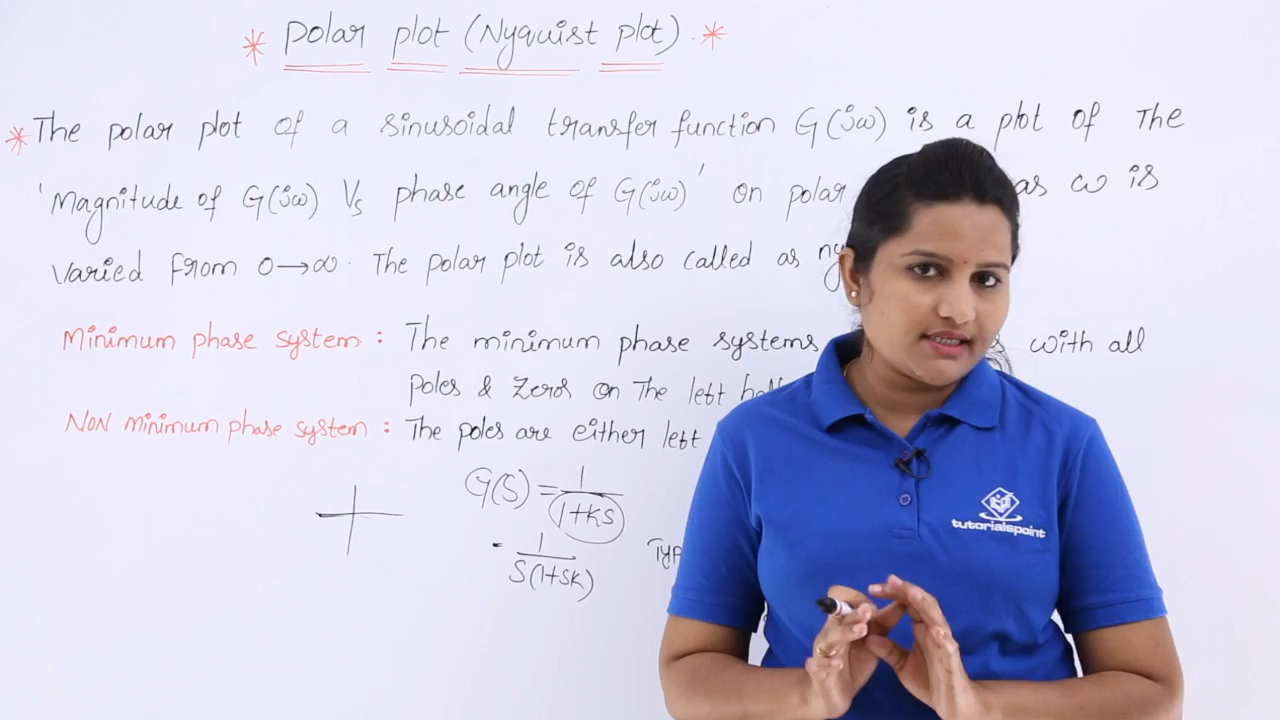 * Polar plot (Nyquist plot). *
* The polar plot of a sinusoidal transfer function G(jω) is a plot of The
'Magnitude of G(jω) Vs phase angle of G(jω)' on polar as ω is
varied from 0→∞. The polar plot is also called as ny
Minimum phase system : The minimum phase systems with all
poles & Zeros on The left half
NON minimum phase system : The poles are either left
G(S) = 1/(1+KS)
= 1/S(1+SK) Typ
tutorialspoint